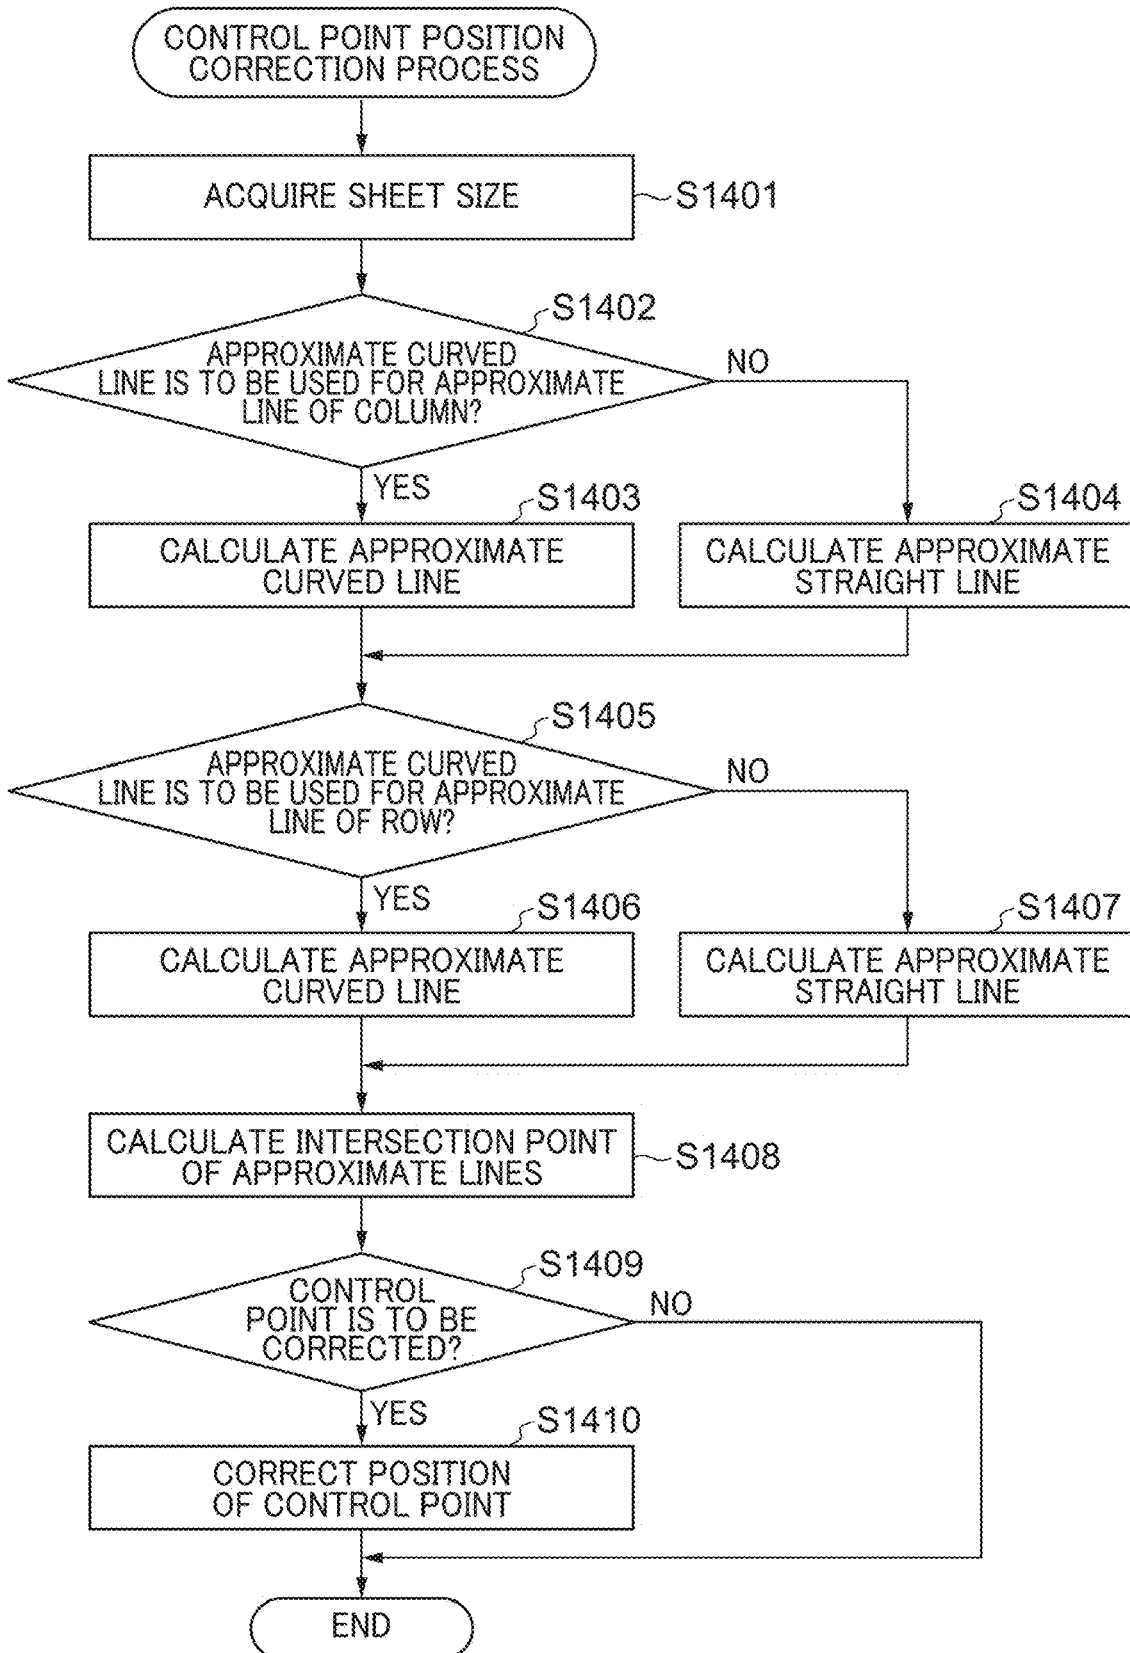 CONTROL POINT POSITION
CORRECTION PROCESS
ACQUIRE SHEET SIZE
S1401
S1402
APPROXIMATE CURVED
LINE IS TO BE USED FOR APPROXIMATE
LINE OF COLUMN?
NO
YES
S1403
CALCULATE APPROXIMATE
CURVED LINE
S1404
CALCULATE APPROXIMATE
STRAIGHT LINE
S1405
APPROXIMATE CURVED
LINE IS TO BE USED FOR APPROXIMATE
LINE OF ROW?
NO
YES
S1406
CALCULATE APPROXIMATE
CURVED LINE
S1407
CALCULATE APPROXIMATE
STRAIGHT LINE
CALCULATE INTERSECTION POINT
OF APPROXIMATE LINES
S1408
S1409
CONTROL
POINT IS TO BE
CORRECTED?
NO
YES
S1410
CORRECT POSITION
OF CONTROL POINT
END